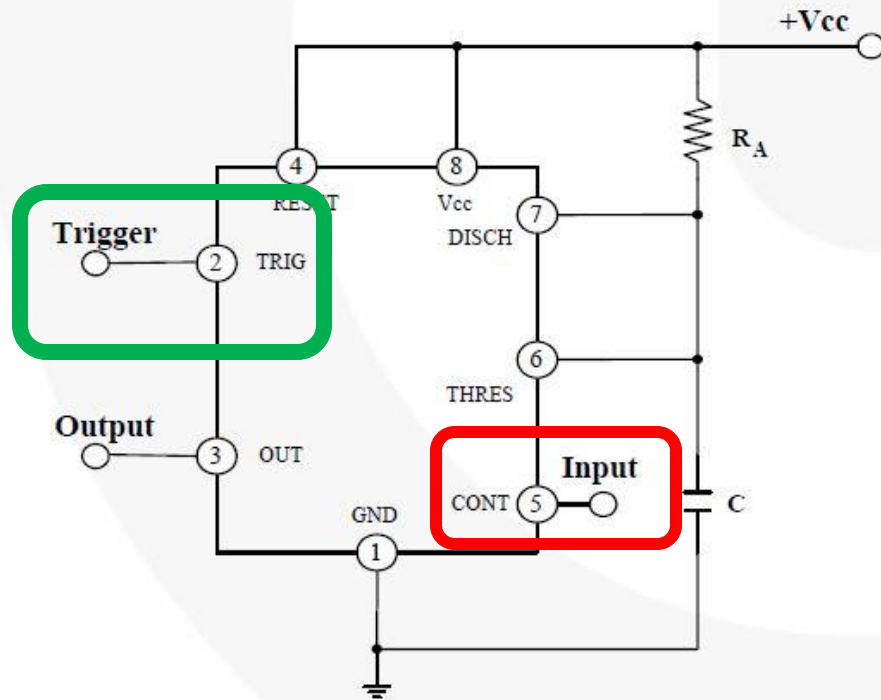 +Vcc
R_A
4
8
RESET
Vcc
7
DISCH
Trigger
2
TRIG
6
THRES
Output
3
OUT
Input
CONT
5
C
GND
1